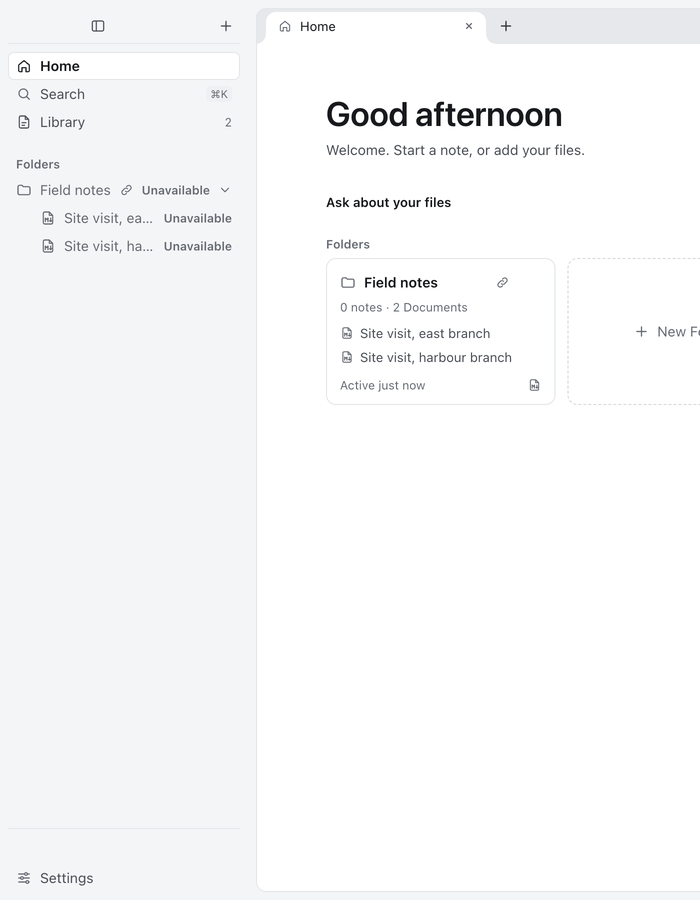 Home
Search ⌘K
Library 2
Folders
Field notes Unavailable
Site visit, ea... Unavailable
Site visit, ha... Unavailable
Settings
Home
Good afternoon
Welcome. Start a note, or add your files.
Ask about your files
Folders
Field notes
0 notes · 2 Documents
Site visit, east branch
Site visit, harbour branch
Active just now
New Fo